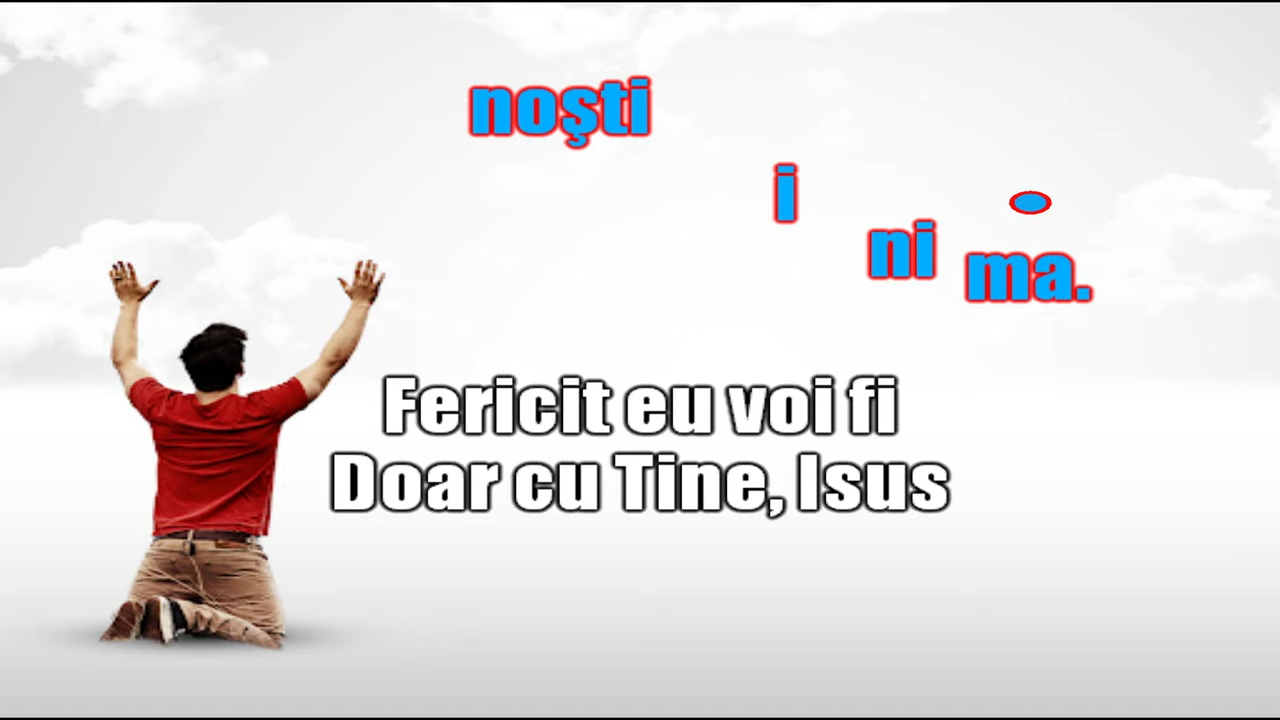 noşti
i
ni
ma.
Fericit eu voi fi
Doar cu Tine, Isus